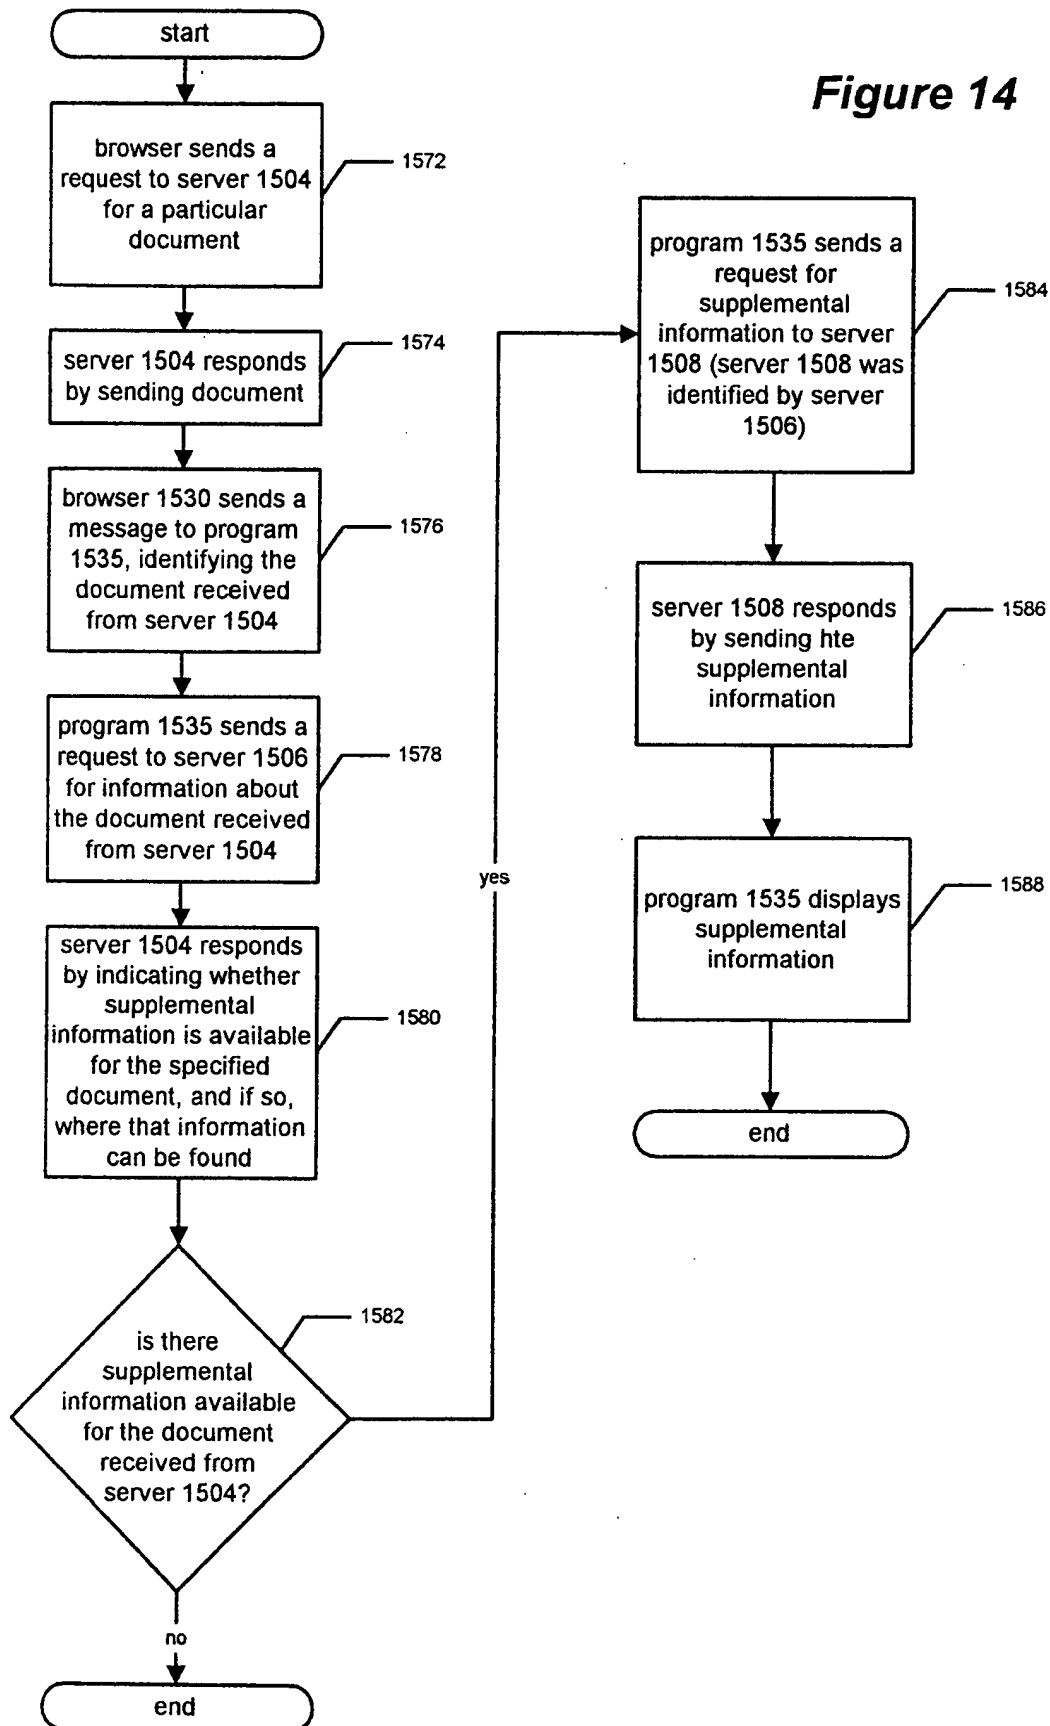 Figure 14
start
browser sends a
request to server 1504
for a particular
document
1572
server 1504 responds
by sending document
1574
browser 1530 sends a
message to program
1535, identifying the
document received
from server 1504
1576
program 1535 sends a
request to server 1506
for information about
the document received
from server 1504
1578
server 1504 responds
by indicating whether
supplemental
information is available
for the specified
document, and if so,
where that information
can be found
1580
is there
supplemental
information available
for the document
received from
server 1504?
1582
no
end
yes
program 1535 sends a
request for
supplemental
information to server
1508 (server 1508 was
identified by server
1506)
1584
server 1508 responds
by sending hte
supplemental
information
1586
program 1535 displays
supplemental
information
1588
end